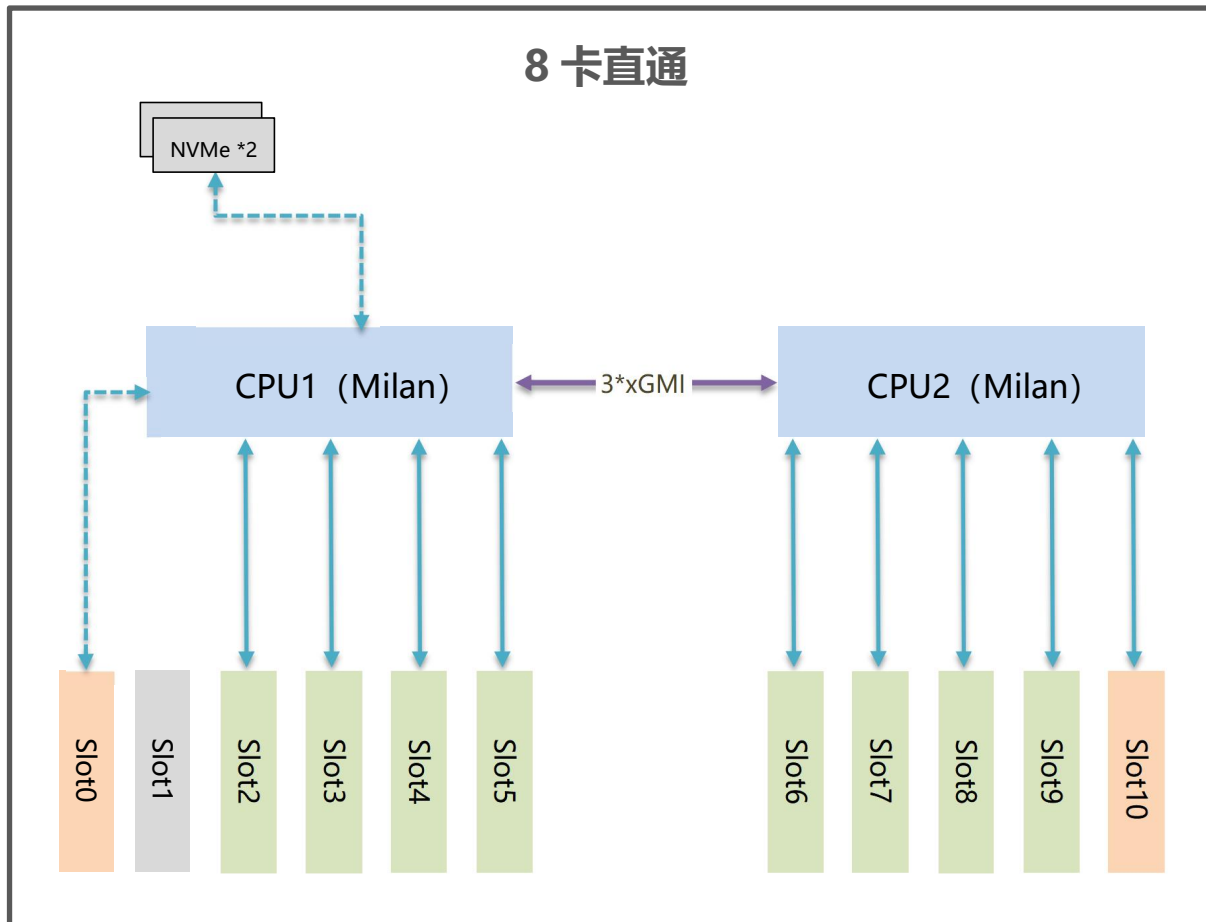 8 卡直通
NVMe *2
CPU1（Milan）
3*xGMI
CPU2（Milan）
Slot0
Slot1
Slot2
Slot3
Slot4
Slot5
Slot6
Slot7
Slot8
Slot9
Slot10